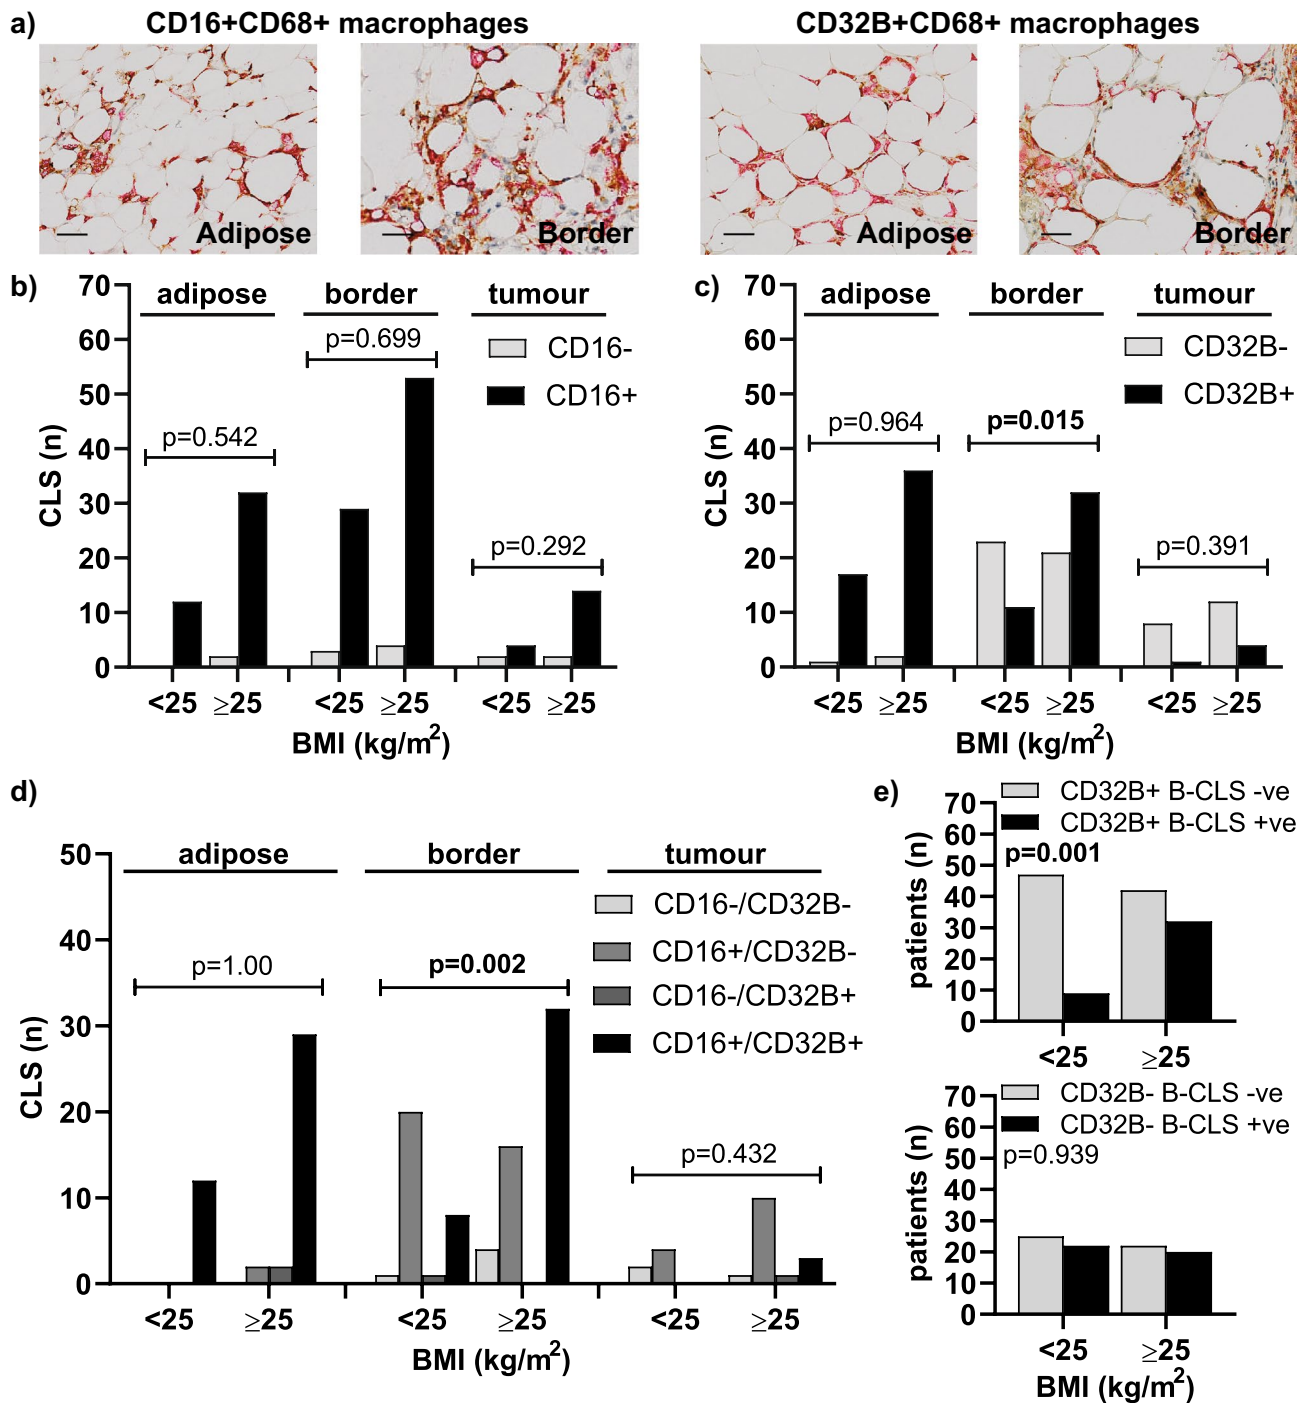 a)
CD16+CD68+ macrophages
CD32B+CD68+ macrophages
Adipose
Border
Adipose
Border
b)
adipose
border
tumour
70
60
50
40
30
20
10
0
CLS (n)
p=0.542
p=0.699
p=0.292
CD16-
CD16+
<25 ≥25 <25 ≥25 <25 ≥25
BMI (kg/m²)
c)
adipose
border
tumour
70
60
50
40
30
20
10
0
CLS (n)
p=0.964
p=0.015
p=0.391
CD32B-
CD32B+
<25 ≥25 <25 ≥25 <25 ≥25
BMI (kg/m²)
d)
adipose
border
tumour
50
40
30
20
10
0
CLS (n)
p=1.00
p=0.002
p=0.432
CD16-/CD32B-
CD16+/CD32B-
CD16-/CD32B+
CD16+/CD32B+
<25 ≥25 <25 ≥25 <25 ≥25
BMI (kg/m²)
e)
CD32B+ B-CLS -ve
CD32B+ B-CLS +ve
p=0.001
70
60
50
40
30
20
10
0
patients (n)
<25 ≥25
CD32B- B-CLS -ve
CD32B- B-CLS +ve
p=0.939
70
60
50
40
30
20
10
0
patients (n)
<25 ≥25
BMI (kg/m²)